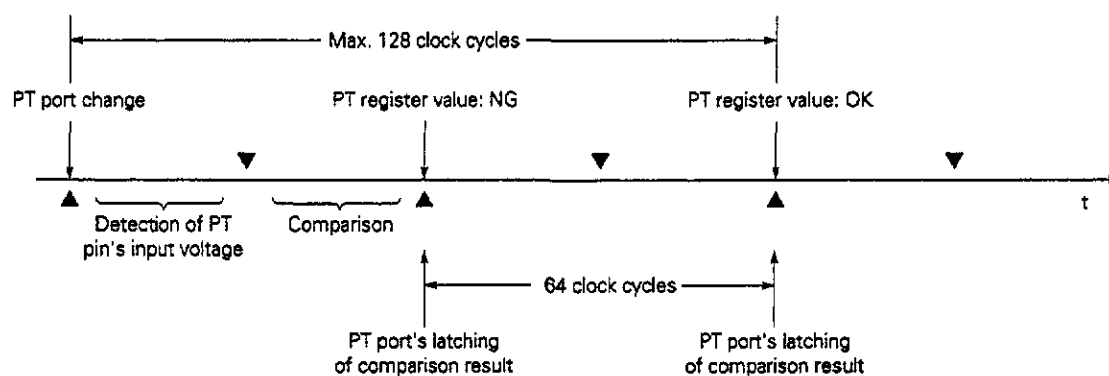 Max. 128 clock cycles
PT port change
PT register value: NG
PT register value: OK
t
Detection of PT
pin's input voltage
Comparison
64 clock cycles
PT port's latching
of comparison result
PT port's latching
of comparison result